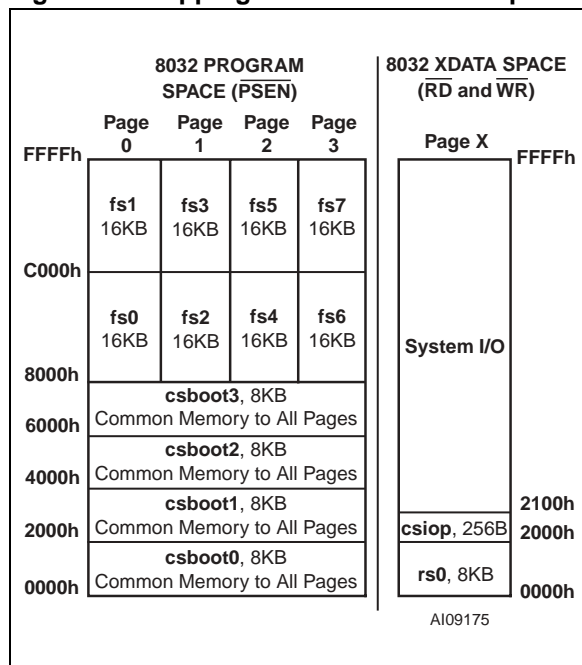 8032 PROGRAM
SPACE (PSEN)
Page 0
Page 1
Page 2
Page 3
FFFFh
fs1
16KB
fs3
16KB
fs5
16KB
fs7
16KB
C000h
fs0
16KB
fs2
16KB
fs4
16KB
fs6
16KB
8000h
csboot3, 8KB
Common Memory to All Pages
6000h
csboot2, 8KB
Common Memory to All Pages
4000h
csboot1, 8KB
Common Memory to All Pages
2000h
csboot0, 8KB
Common Memory to All Pages
0000h
8032 XDATA SPACE
(RD and WR)
Page X
FFFFh
System I/O
2100h
csiop, 256B
2000h
rs0, 8KB
0000h
AI09175